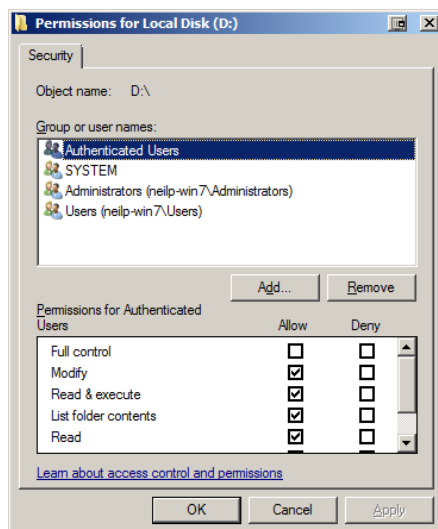 Permissions for Local Disk (D:)
Security
Object name: D:\
Group or user names:
Authenticated Users
SYSTEM
Administrators (neilp-win7\Administrators)
Users (neilp-win7\Users)
Add...
Remove
Permissions for Authenticated
Users
Allow
Deny
Full control
Modify
Read & execute
List folder contents
Read
Learn about access control and permissions
OK
Cancel
Apply